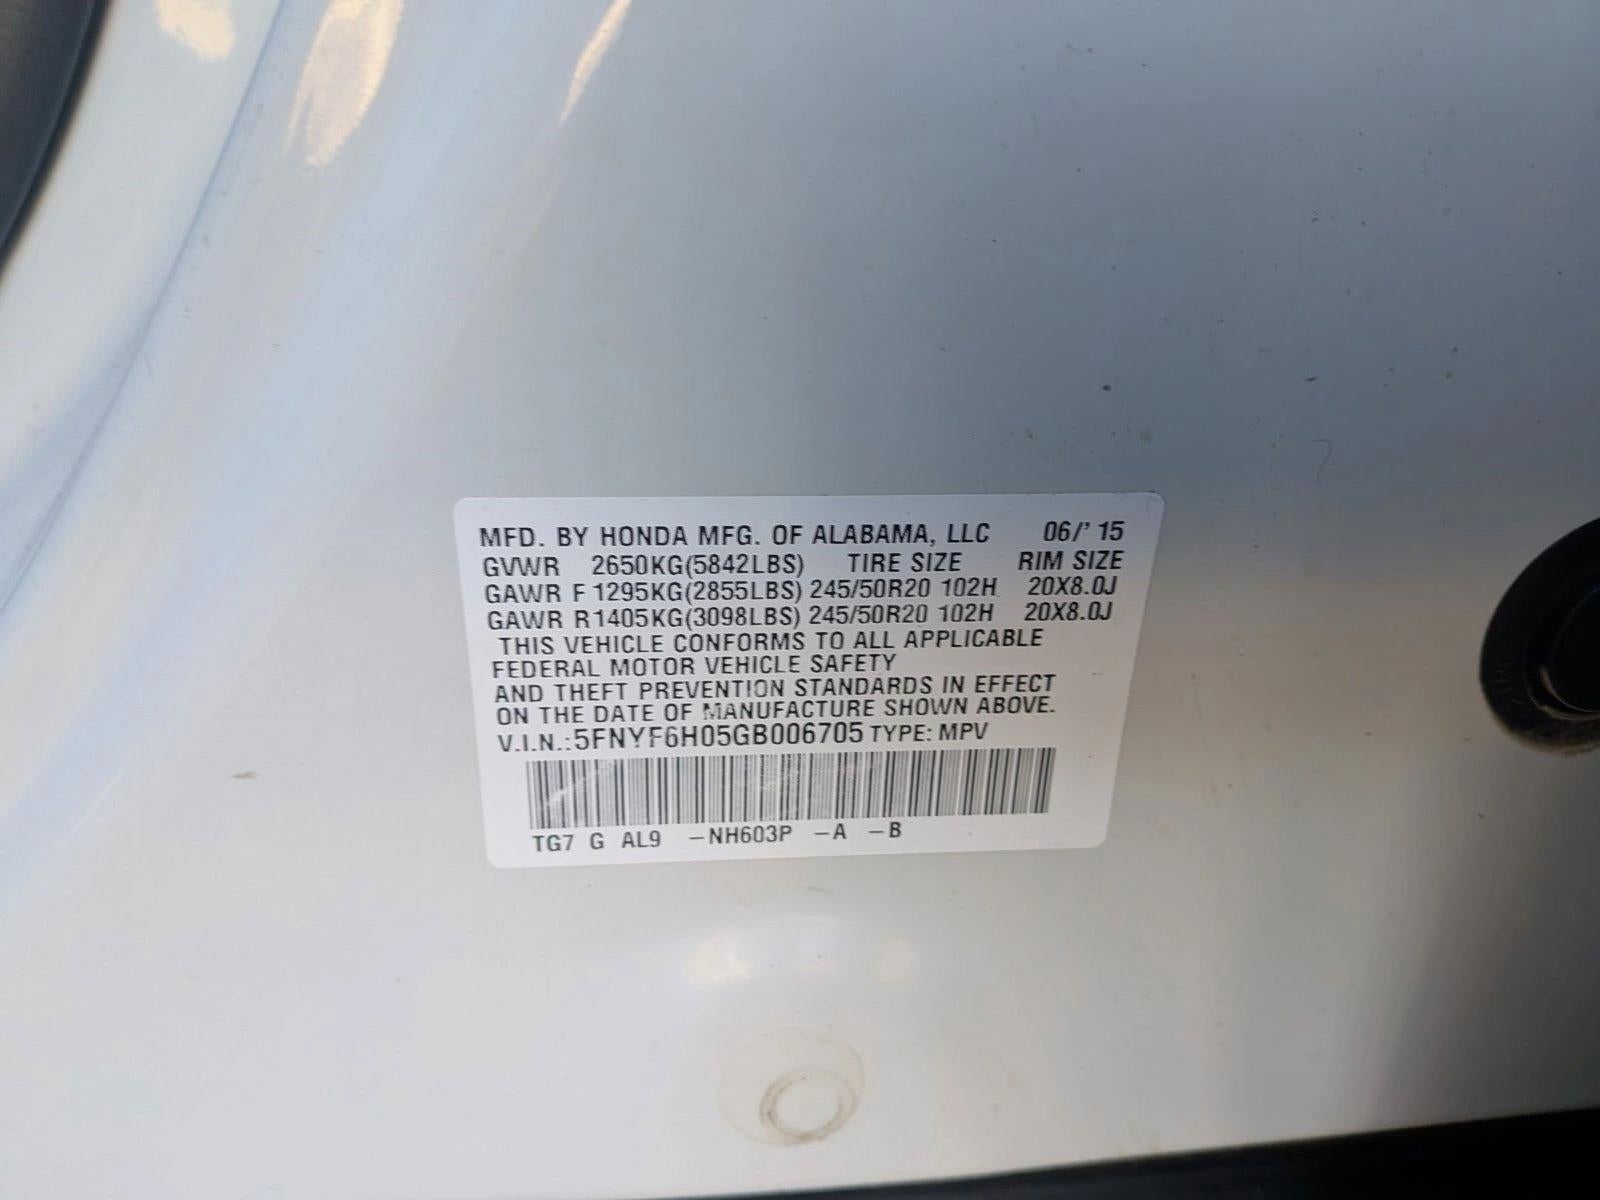 MFD. BY HONDA MFG. OF ALABAMA, LLC 06/' 15
GVWR 2650KG(5842LBS) TIRE SIZE RIM SIZE
GAWR F 1295KG(2855LBS) 245/50R20 102H 20X8.0J
GAWR R1405KG(3098LBS) 245/50R20 102H 20X8.0J
THIS VEHICLE CONFORMS TO ALL APPLICABLE
FEDERAL MOTOR VEHICLE SAFETY
AND THEFT PREVENTION STANDARDS IN EFFECT
ON THE DATE OF MANUFACTURE SHOWN ABOVE.
V.I.N.:5FNYF6H05GB006705 TYPE: MPV
TG7 G AL9 –NH603P –A –B